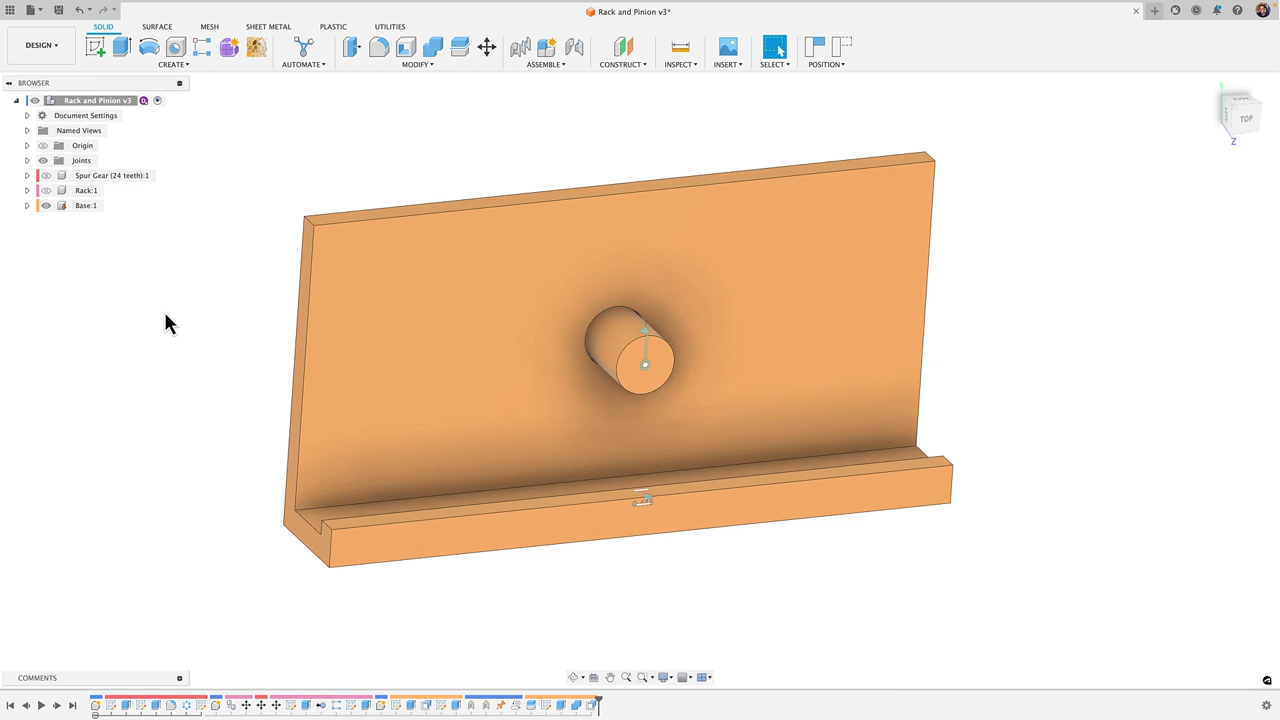 Rack and Pinion v3*
DESIGN
SOLID
SURFACE
MESH
SHEET METAL
PLASTIC
UTILITIES
CREATE
AUTOMATE
MODIFY
ASSEMBLE
CONSTRUCT
INSPECT
INSERT
SELECT
POSITION
BROWSER
Rack and Pinion v3
Document Settings
Named Views
Origin
Joints
Spur Gear (24 teeth):1
Rack:1
Base:1
Y
TOP
Z
COMMENTS